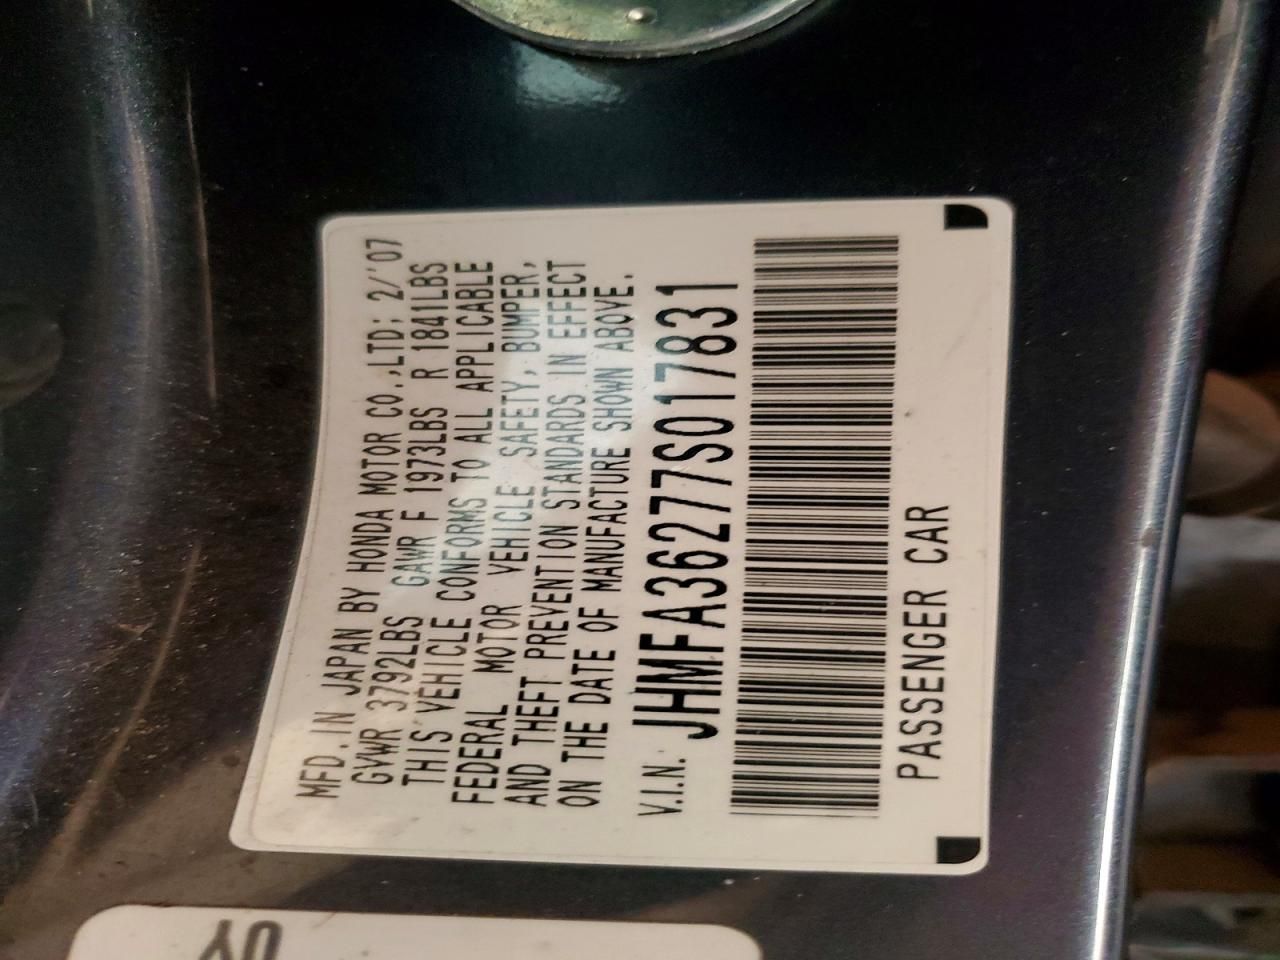 MFD. IN JAPAN BY HONDA MOTOR CO.,LTD; 2/'07
GVWR 3792LBS GAWR F 1973LBS R 1841LBS
THIS VEHICLE CONFORMS TO ALL APPLICABLE
FEDERAL MOTOR VEHICLE SAFETY, BUMPER,
AND THEFT PREVENTION STANDARDS IN EFFECT
ON THE DATE OF MANUFACTURE SHOWN ABOVE.
V.I.N. JHMFA36277S017831
PASSENGER CAR